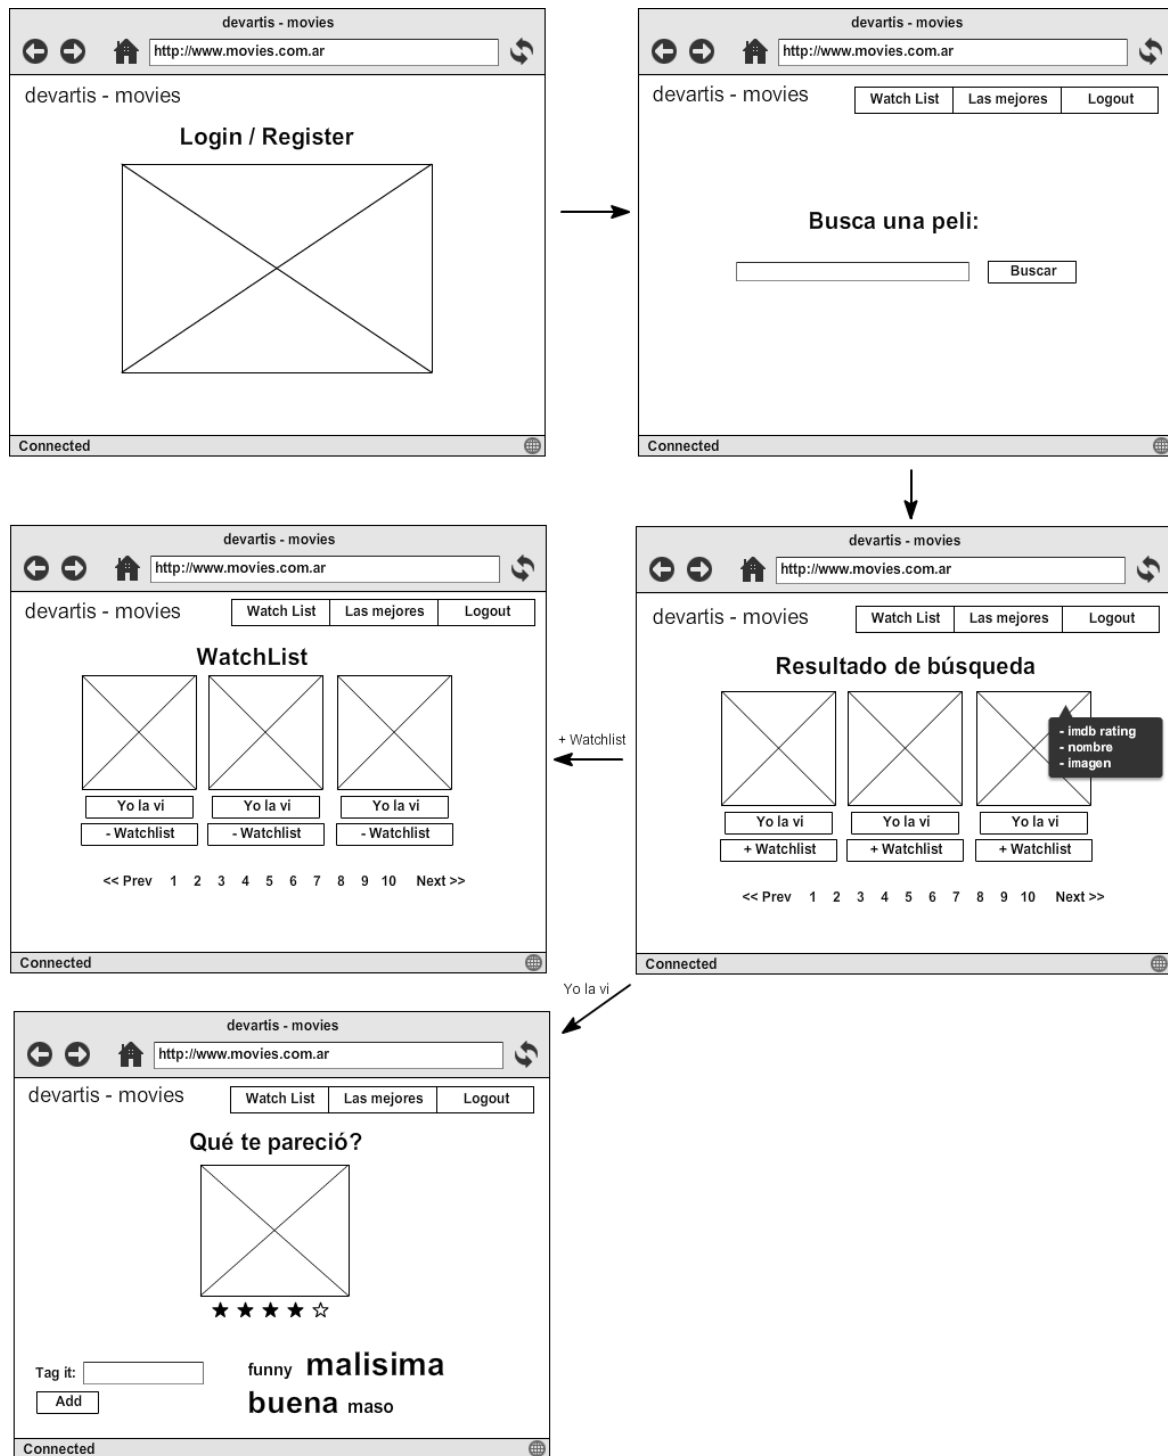 devartis - movies
http://www.movies.com.ar
devartis - movies
Login / Register
Connected
devartis - movies
http://www.movies.com.ar
devartis - movies
Watch List Las mejores Logout
Busca una peli:
Buscar
Connected
devartis - movies
http://www.movies.com.ar
devartis - movies
Watch List Las mejores Logout
WatchList
Yo la vi Yo la vi Yo la vi
- Watchlist - Watchlist - Watchlist
<< Prev 1 2 3 4 5 6 7 8 9 10 Next >>
Connected
+ Watchlist
devartis - movies
http://www.movies.com.ar
devartis - movies
Watch List Las mejores Logout
Resultado de búsqueda
- imdb rating
- nombre
- imagen
Yo la vi Yo la vi Yo la vi
+ Watchlist + Watchlist + Watchlist
<< Prev 1 2 3 4 5 6 7 8 9 10 Next >>
Connected
Yo la vi
devartis - movies
http://www.movies.com.ar
devartis - movies
Watch List Las mejores Logout
Qué te pareció?
Tag it:
Add
funny malisima
buena maso
Connected